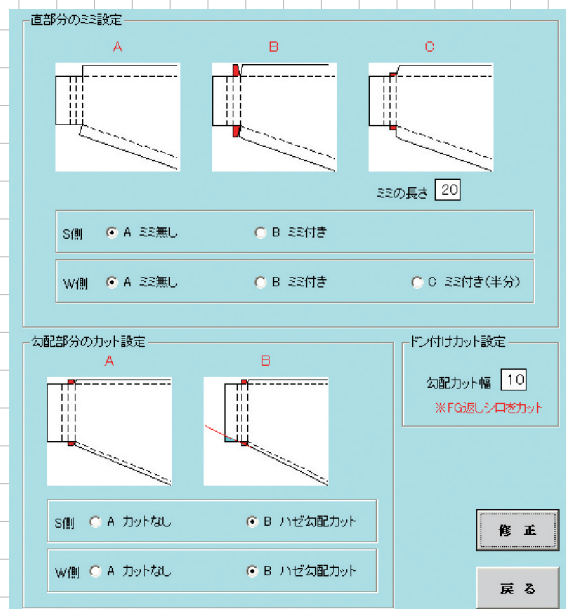 直部分のミミ設定
A B C
ミミの長さ 20
S側 A ミミ無し B ミミ付き
W側 A ミミ無し B ミミ付き C ミミ付き(半分)
勾配部分のカット設定
A B
S側 A カットなし B ハゼ勾配カット
W側 A カットなし B ハゼ勾配カット
ドン付けカット設定
勾配カット幅 10
※FG返しシロをカット
修 正
戻 る